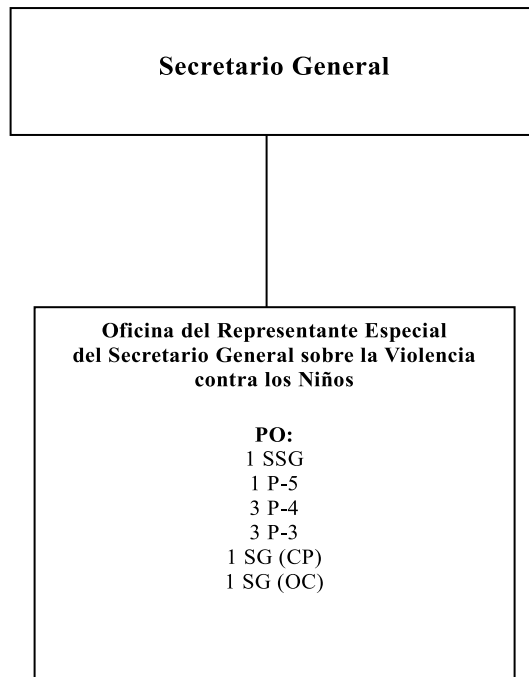 Secretario General
Oficina del Representante Especial
del Secretario General sobre la Violencia
contra los Niños
PO:
1 SSG
1 P-5
3 P-4
3 P-3
1 SG (CP)
1 SG (OC)